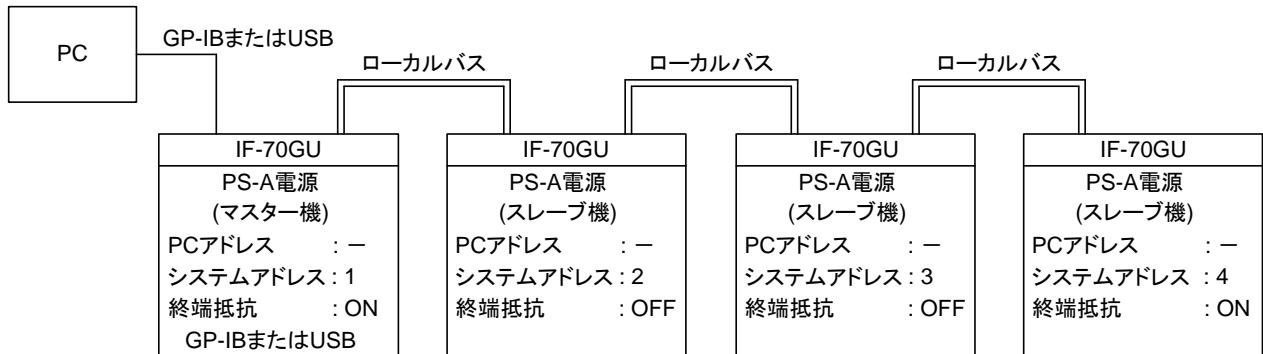 PC
GP-IBまたはUSB
ローカルバス
ローカルバス
ローカルバス
IF-70GU
PS-A電源
(マスター機)
PCアドレス : －
システムアドレス : 1
終端抵抗 : ON
GP-IBまたはUSB
IF-70GU
PS-A電源
(スレーブ機)
PCアドレス : －
システムアドレス : 2
終端抵抗 : OFF
IF-70GU
PS-A電源
(スレーブ機)
PCアドレス : －
システムアドレス : 3
終端抵抗 : OFF
IF-70GU
PS-A電源
(スレーブ機)
PCアドレス : －
システムアドレス : 4
終端抵抗 : ON